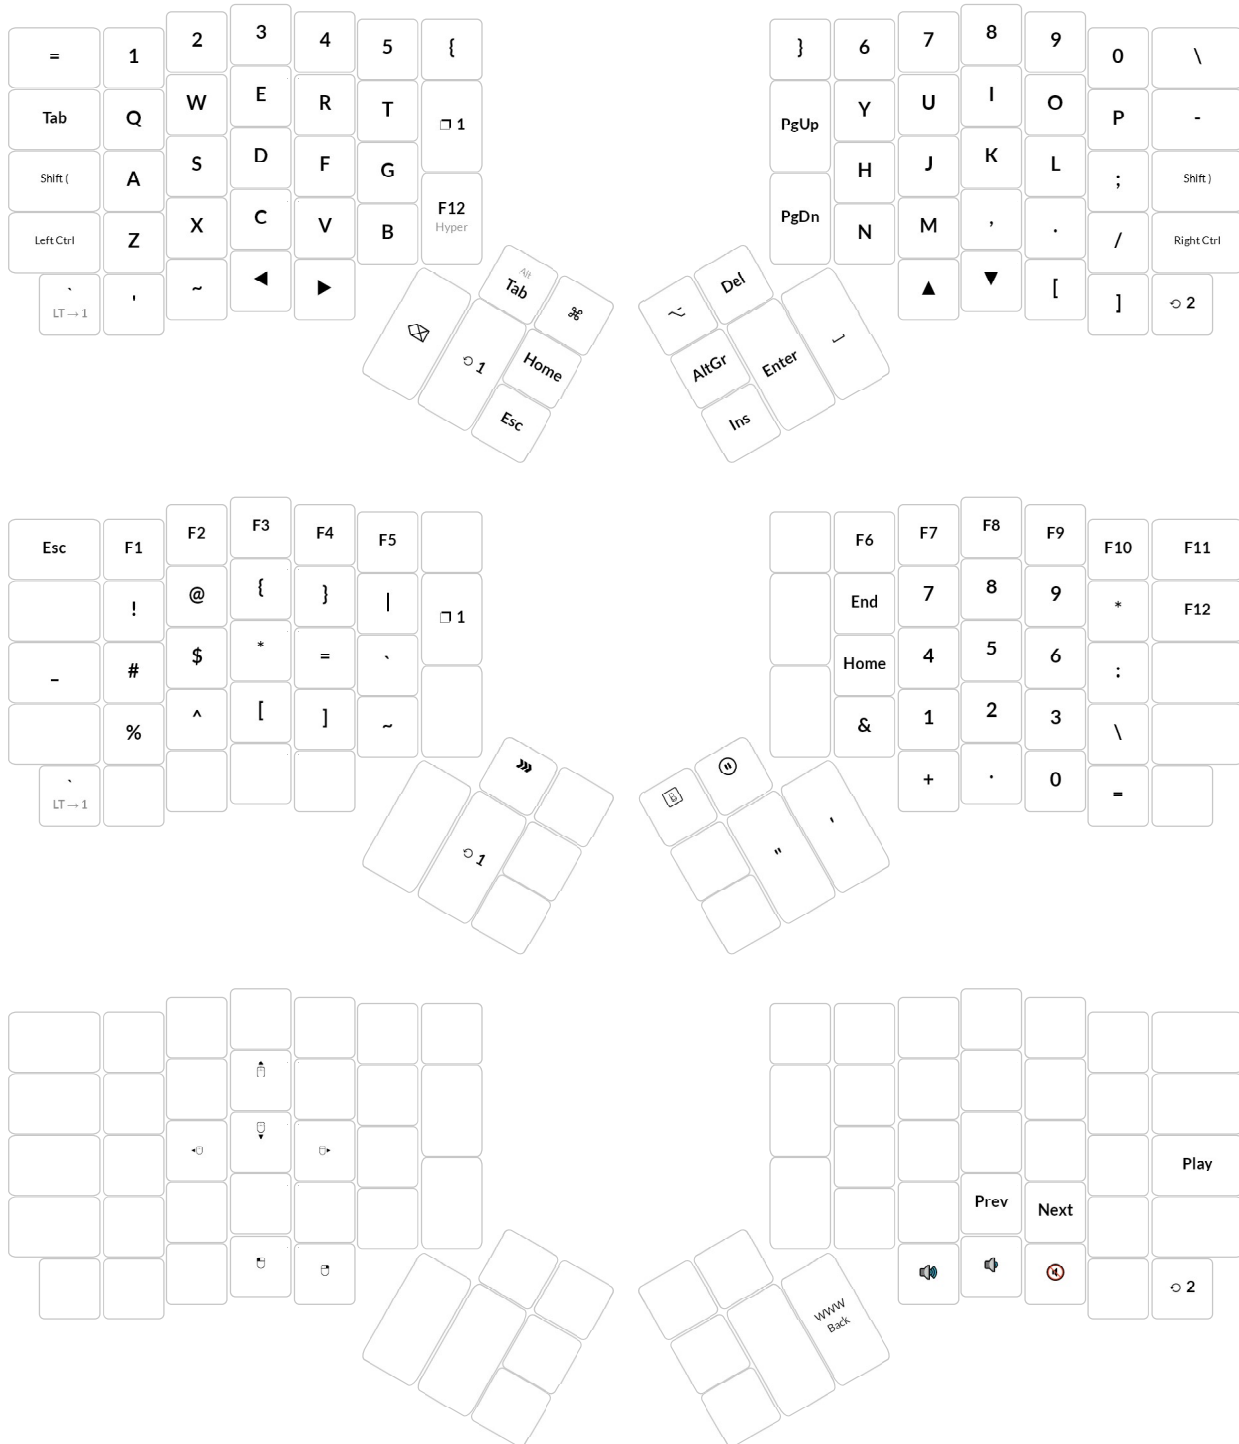 = 1 2 3 4 5 {
} 6 7 8 9 0 \
Tab Q W E R T ❐ 1
PgUp Y U I O P -
Shift ( A S D F G
H J K L ; Shift )
Left Ctrl Z X C V B F12
Hyper
PgDn N M , . / Right Ctrl
` ' ~ ◀ ▶
LT → 1
▲ ▼ [ ] ⟲ 2
Alt
Tab ⌘
⟲ 1 Home
Esc
⌥ Del
AltGr Enter
Ins
Esc F1 F2 F3 F4 F5
F6 F7 F8 F9 F10 F11
! @ { } | ❐ 1
End 7 8 9 * F12
_ # $ * = `
Home 4 5 6 :
% ^ [ ] ~
& 1 2 3 \
`
LT → 1
+ . 0 =
⟲ 1
" '
Play
Prev Next
⟲ 2
WWW
Back